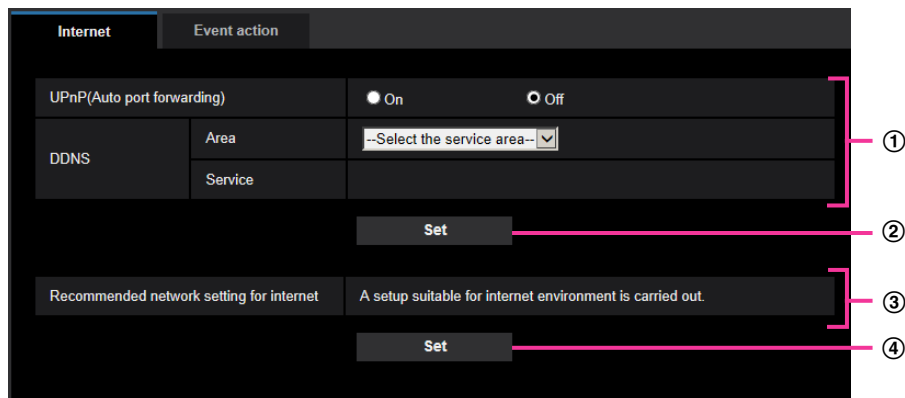 Internet Event action
UPnP(Auto port forwarding) On Off
DDNS Area --Select the service area--
Service
①
Set ②
Recommended network setting for internet A setup suitable for internet environment is carried out. ③
Set ④